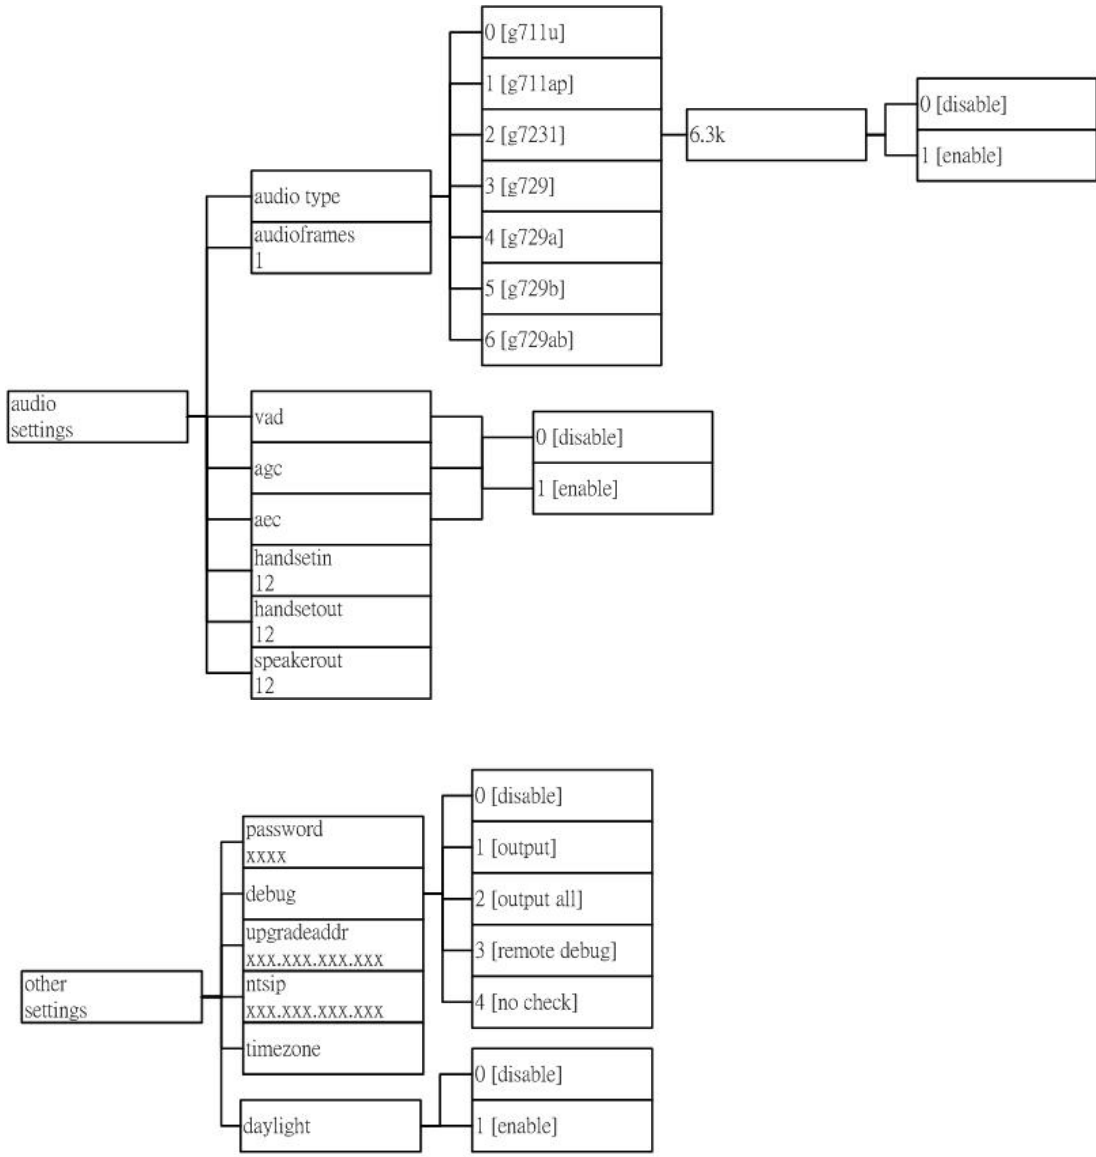 audio
settings
audio type
audioframes
1
0 [g711u]
1 [g711ap]
2 [g7231]
3 [g729]
4 [g729a]
5 [g729b]
6 [g729ab]
6.3k
0 [disable]
1 [enable]
vad
agc
aec
handsetin
12
handsetout
12
speakerout
12
0 [disable]
1 [enable]
other
settings
password
xxxx
debug
upgradeaddr
xxx.xxx.xxx.xxx
ntsip
xxx.xxx.xxx.xxx
timezone
daylight
0 [disable]
1 [output]
2 [output all]
3 [remote debug]
4 [no check]
0 [disable]
1 [enable]